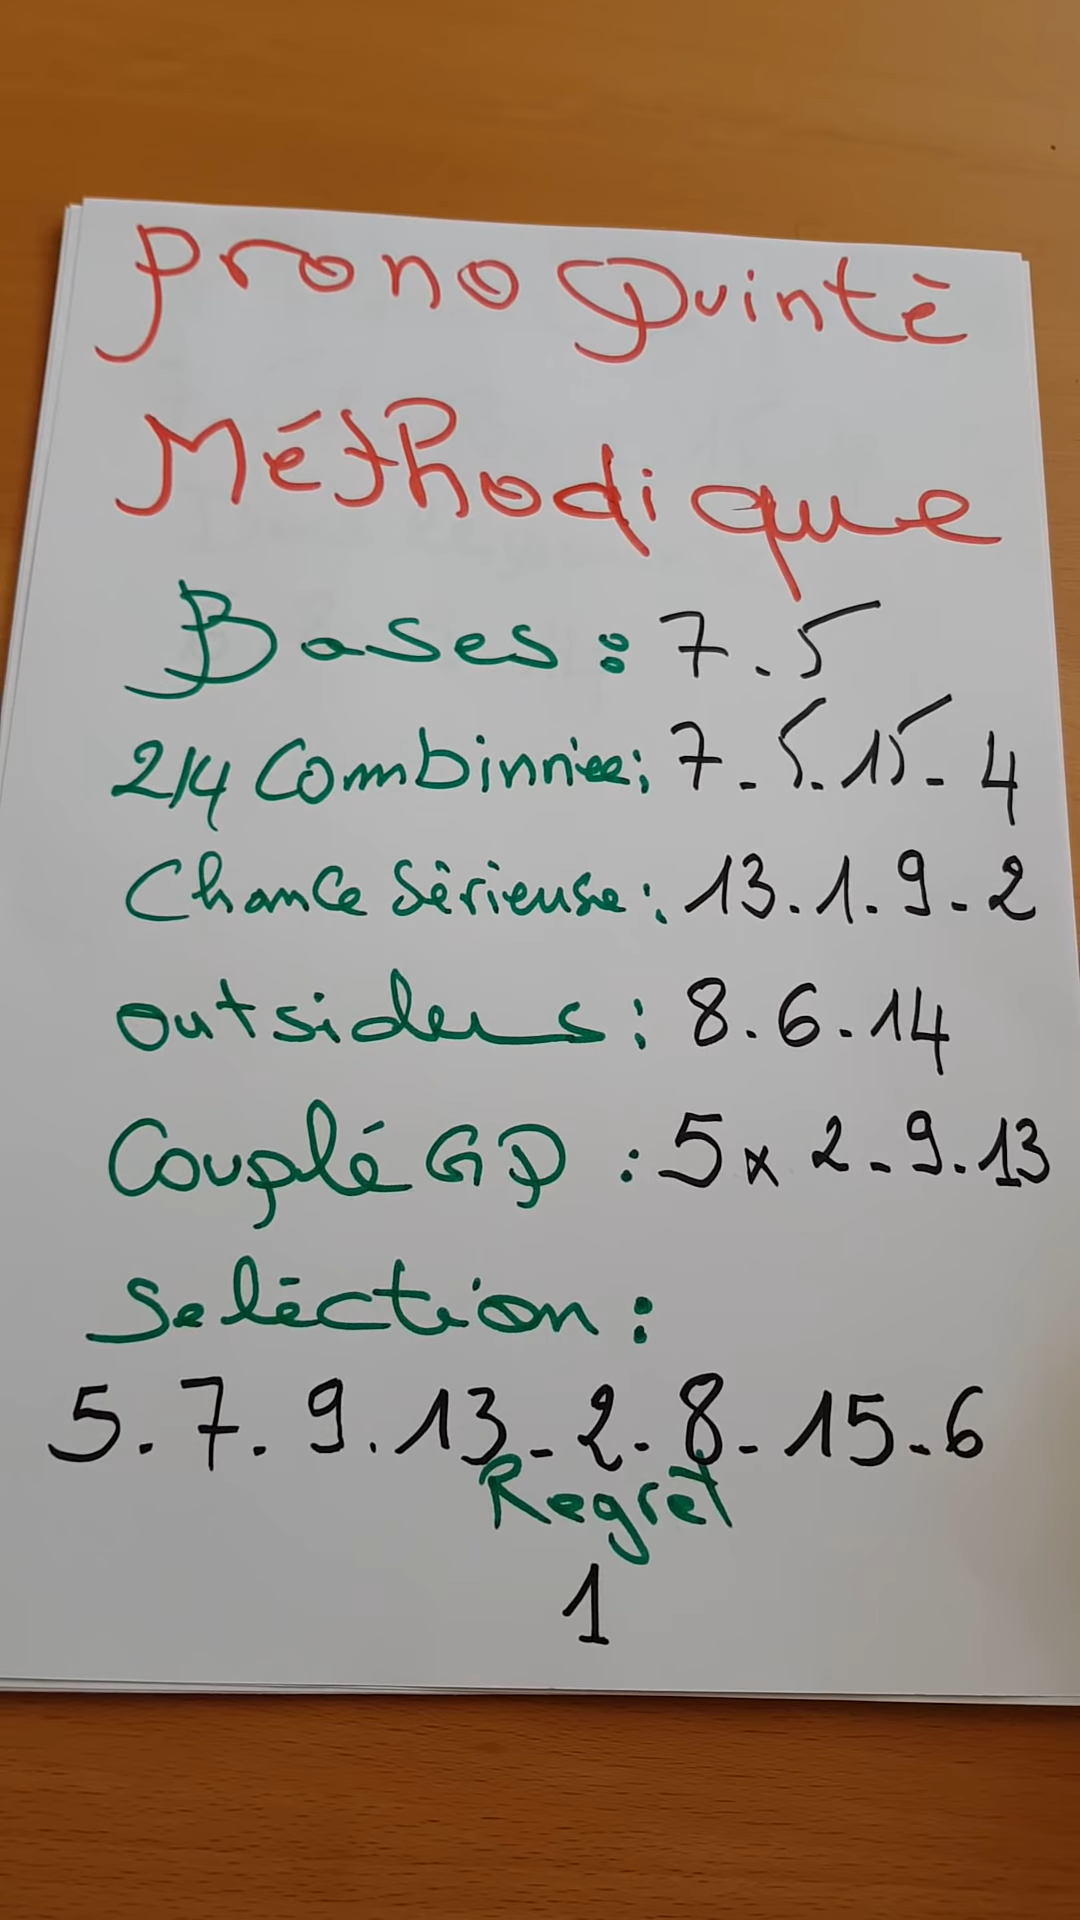 Prono Quinté
Méthodique
Bases : 7 . 5
2/4 Combinniée : 7 - 5 . 15 - 4
Chance Sérieuse : 13 . 1 . 9 - 2
outsiders : 8 . 6 . 14
Couplé GP : 5 x 2 - 9 . 13
Seléction :
5 . 7 . 9 . 13 - 2 - 8 - 15 - 6
Regret
1